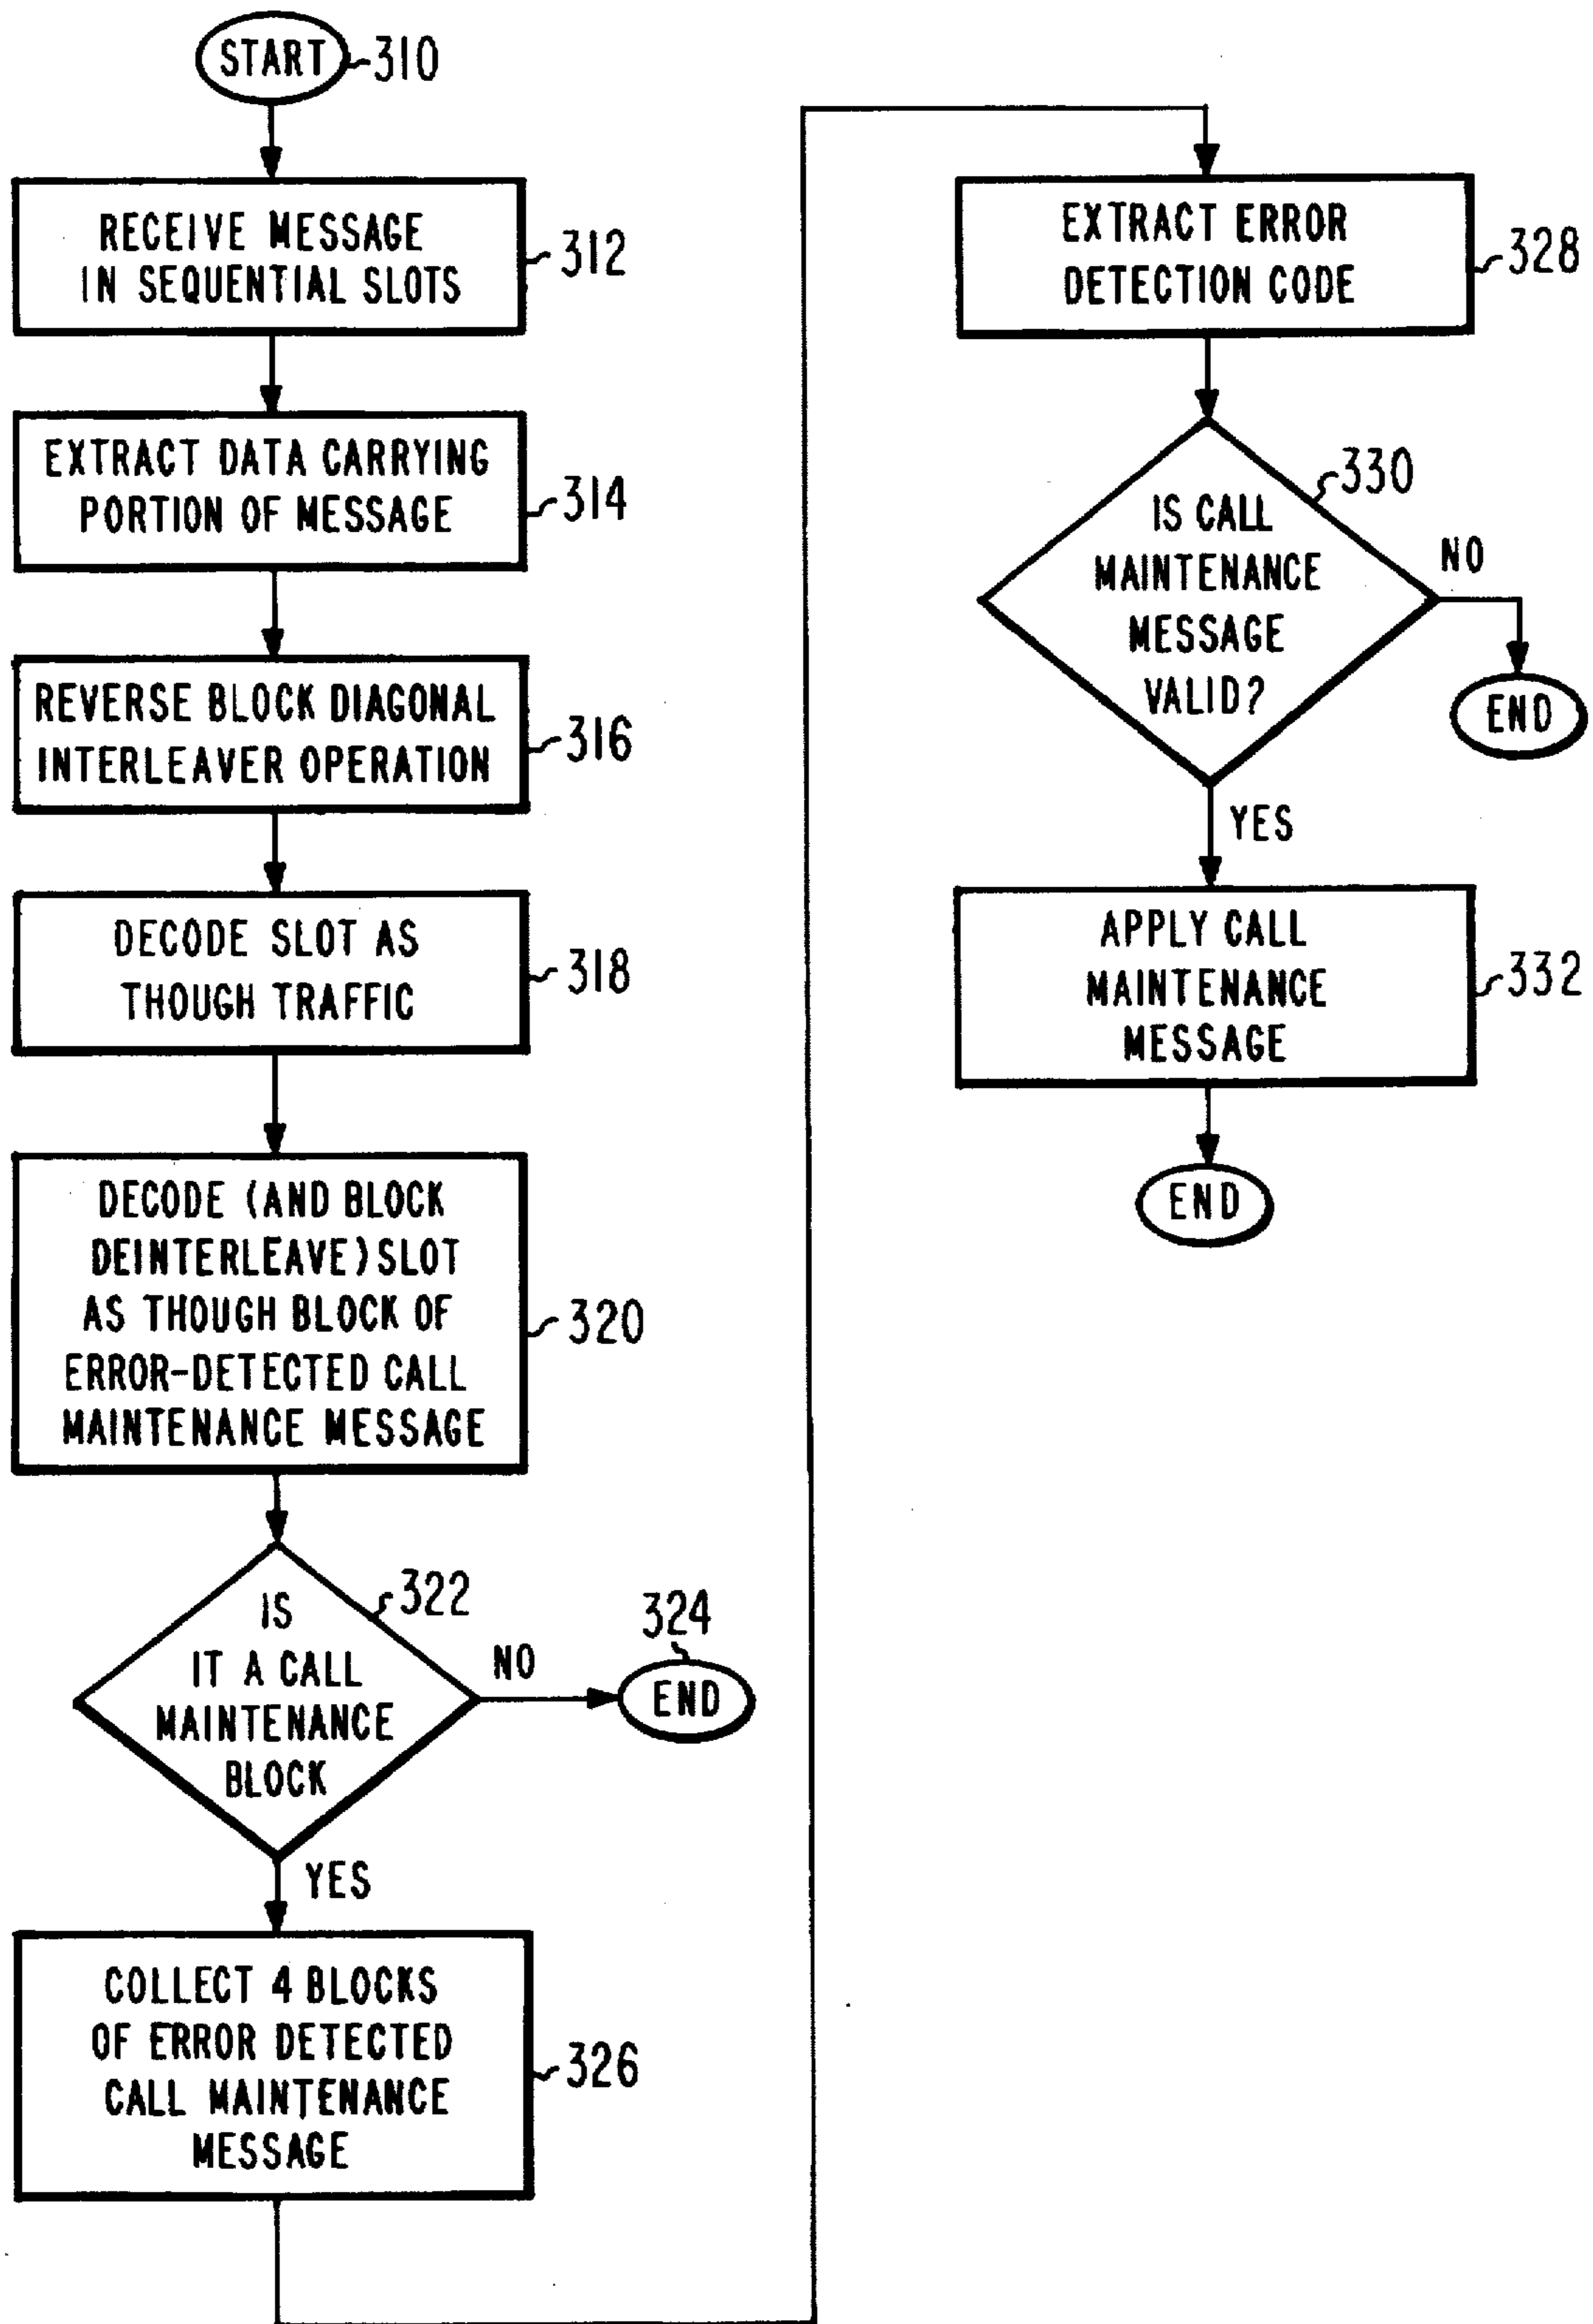 START
310
RECEIVE MESSAGE
IN SEQUENTIAL SLOTS
312
EXTRACT DATA CARRYING
PORTION OF MESSAGE
314
REVERSE BLOCK DIAGONAL
INTERLEAVER OPERATION
316
DECODE SLOT AS
THOUGH TRAFFIC
318
DECODE (AND BLOCK
DEINTERLEAVE) SLOT
AS THOUGH BLOCK OF
ERROR-DETECTED CALL
MAINTENANCE MESSAGE
320
IS
IT A CALL
MAINTENANCE
BLOCK
322
NO
324
END
YES
COLLECT 4 BLOCKS
OF ERROR DETECTED
CALL MAINTENANCE
MESSAGE
326
EXTRACT ERROR
DETECTION CODE
328
IS CALL
MAINTENANCE
MESSAGE
VALID?
330
NO
END
YES
APPLY CALL
MAINTENANCE
MESSAGE
332
END